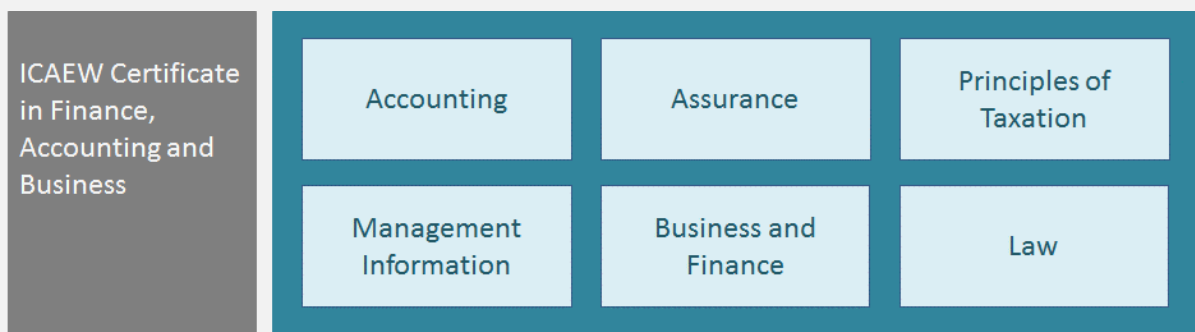 ICAEW Certificate
in Finance,
Accounting and
Business
Accounting
Assurance
Principles of
Taxation
Management
Information
Business and
Finance
Law